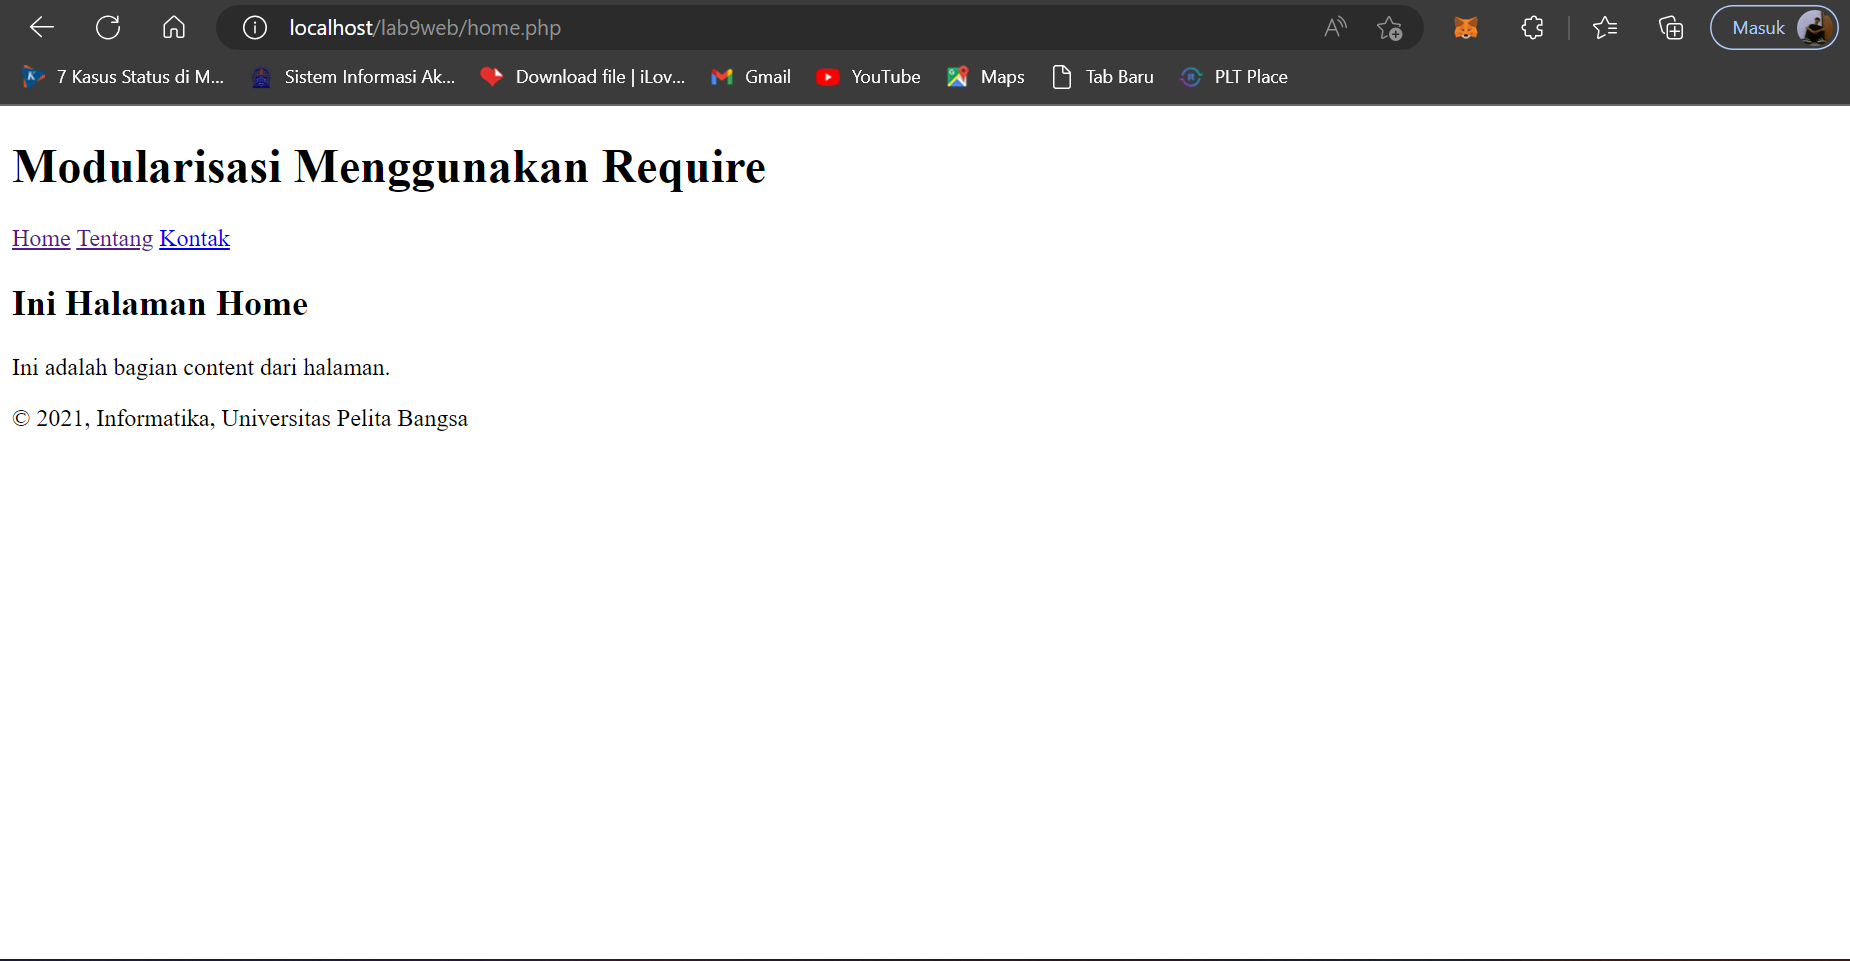 localhost/lab9web/home.php
Masuk
7 Kasus Status di M... Sistem Informasi Ak... Download file | iLov... Gmail YouTube Maps Tab Baru PLT Place
Modularisasi Menggunakan Require
Home Tentang Kontak
Ini Halaman Home
Ini adalah bagian content dari halaman.
© 2021, Informatika, Universitas Pelita Bangsa